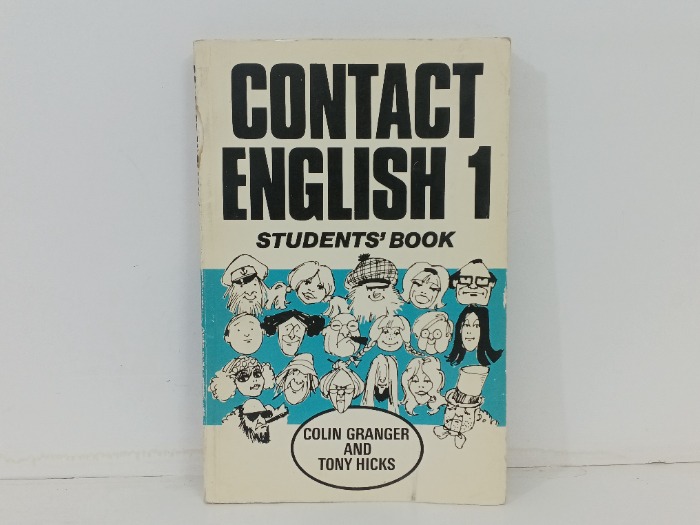 CONTACT
ENGLISH 1
STUDENTS' BOOK
COLIN GRANGER
AND
TONY HICKS